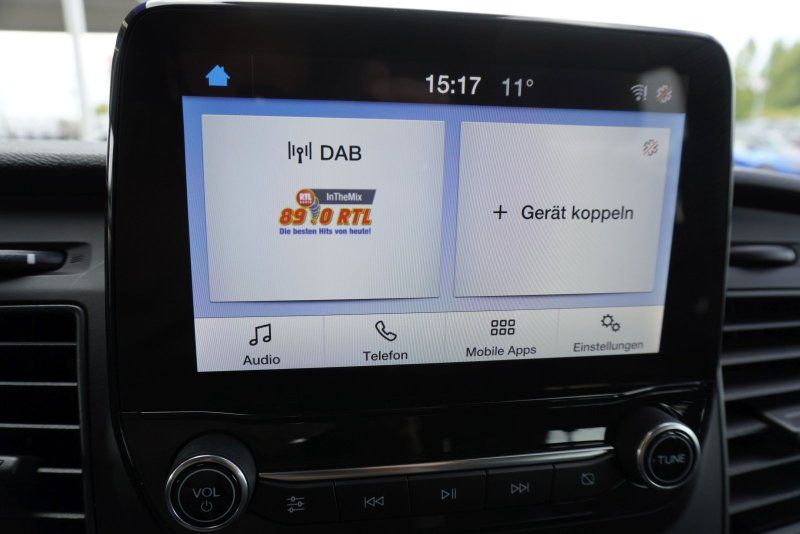 15:17 11°
DAB
RTL InTheMix
89.0 RTL
Die besten Hits von heute!
+ Gerät koppeln
Audio
Telefon
Mobile Apps
Einstellungen
VOL
TUNE